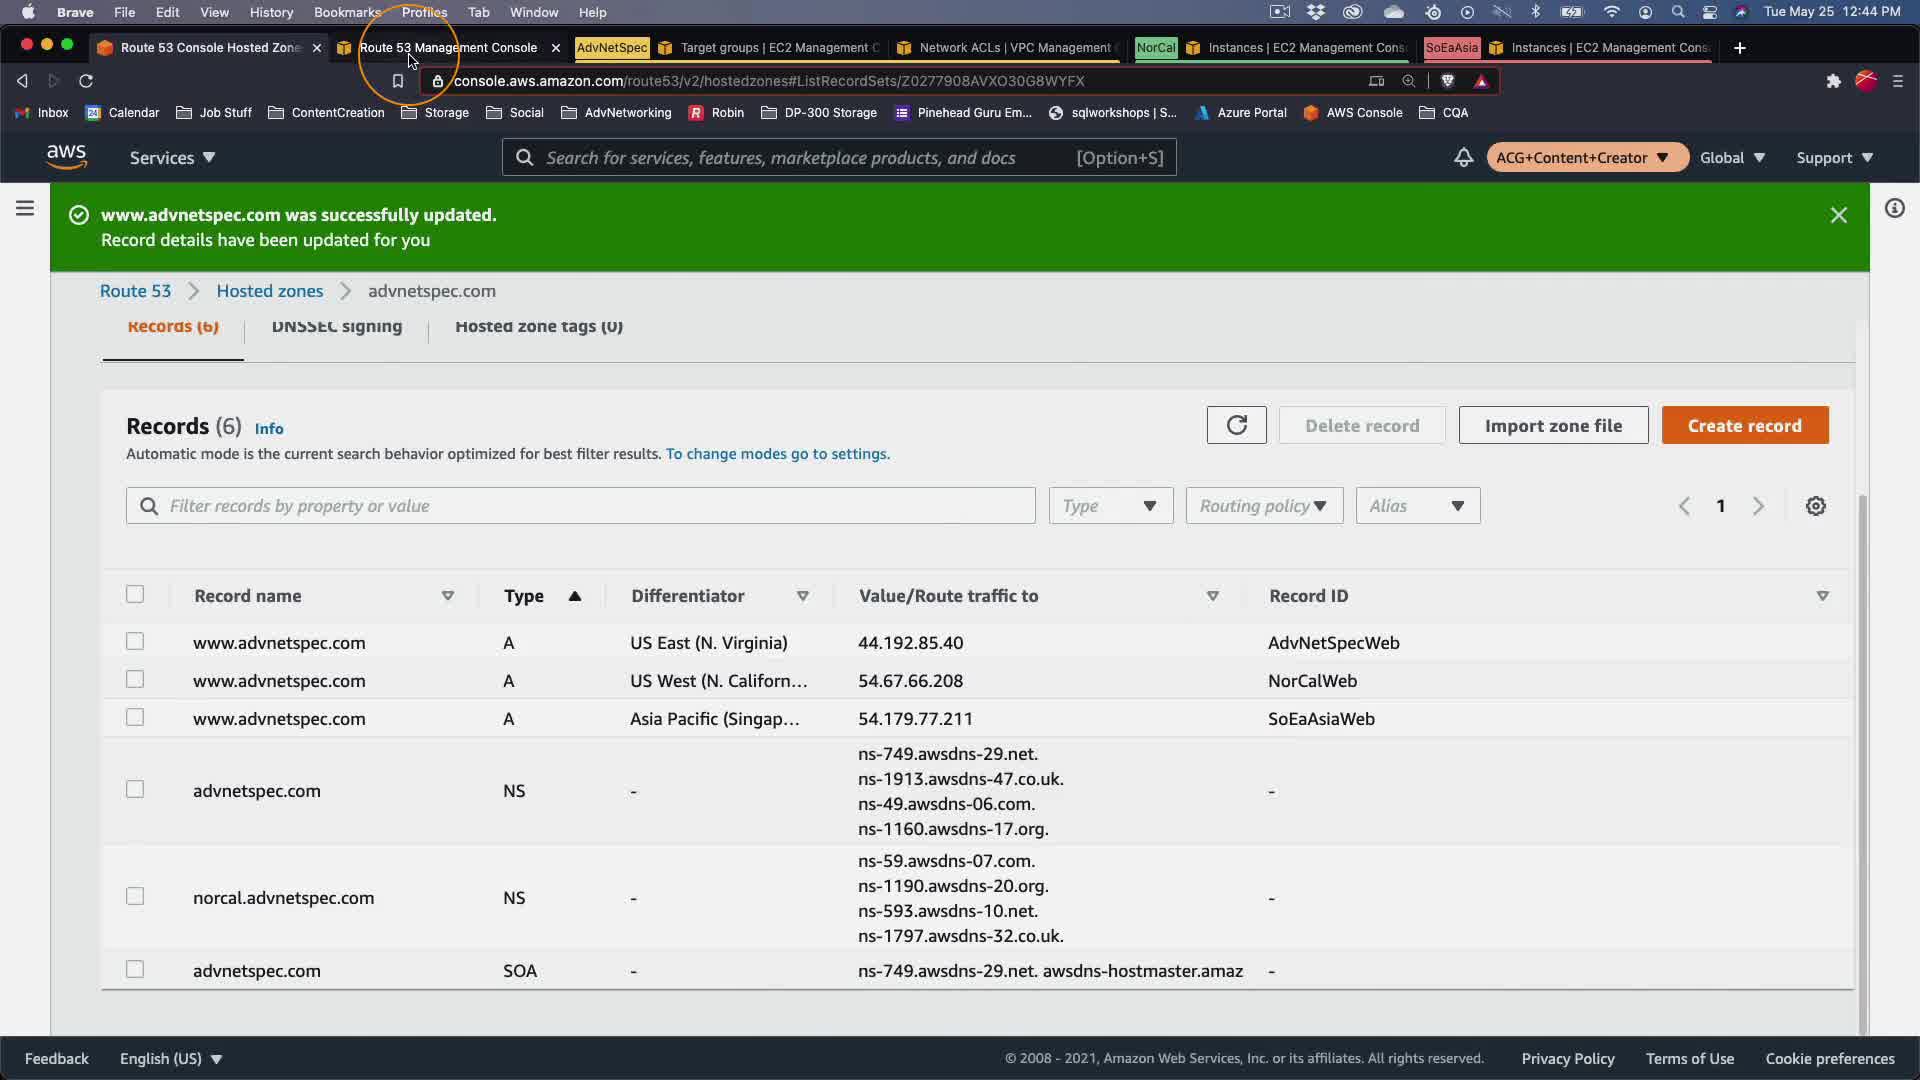 Brave File Edit View History Bookmarks Profiles Tab Window Help Tue May 25 12:44 PM
Route 53 Console Hosted Zone Route 53 Management Console AdvNetSpec Target groups | EC2 Management C Network ACLs | VPC Management NorCal Instances | EC2 Management Cons SoEaAsia Instances | EC2 Management Cons
console.aws.amazon.com/route53/v2/hostedzones#ListRecordSets/Z0277908AVXO30G8WYFX
Inbox Calendar Job Stuff ContentCreation Storage Social AdvNetworking Robin DP-300 Storage Pinehead Guru Em... sqlworkshops | S... Azure Portal AWS Console CQA
aws Services Search for services, features, marketplace products, and docs [Option+S] ACG+Content+Creator Global Support
www.advnetspec.com was successfully updated.
Record details have been updated for you
Route 53 Hosted zones advnetspec.com
Records (6) DNSSEC signing Hosted zone tags (0)
Records (6) Info Delete record Import zone file Create record
Automatic mode is the current search behavior optimized for best filter results. To change modes go to settings.
Filter records by property or value Type Routing policy Alias 1
Record name Type Differentiator Value/Route traffic to Record ID
www.advnetspec.com A US East (N. Virginia) 44.192.85.40 AdvNetSpecWeb
www.advnetspec.com A US West (N. Californ... 54.67.66.208 NorCalWeb
www.advnetspec.com A Asia Pacific (Singap... 54.179.77.211 SoEaAsiaWeb
ns-749.awsdns-29.net.
ns-1913.awsdns-47.co.uk.
advnetspec.com NS - -
ns-49.awsdns-06.com.
ns-1160.awsdns-17.org.
ns-59.awsdns-07.com.
ns-1190.awsdns-20.org.
norcal.advnetspec.com NS - -
ns-593.awsdns-10.net.
ns-1797.awsdns-32.co.uk.
advnetspec.com SOA - ns-749.awsdns-29.net. awsdns-hostmaster.amaz -
Feedback English (US) © 2008 - 2021, Amazon Web Services, Inc. or its affiliates. All rights reserved. Privacy Policy Terms of Use Cookie preferences